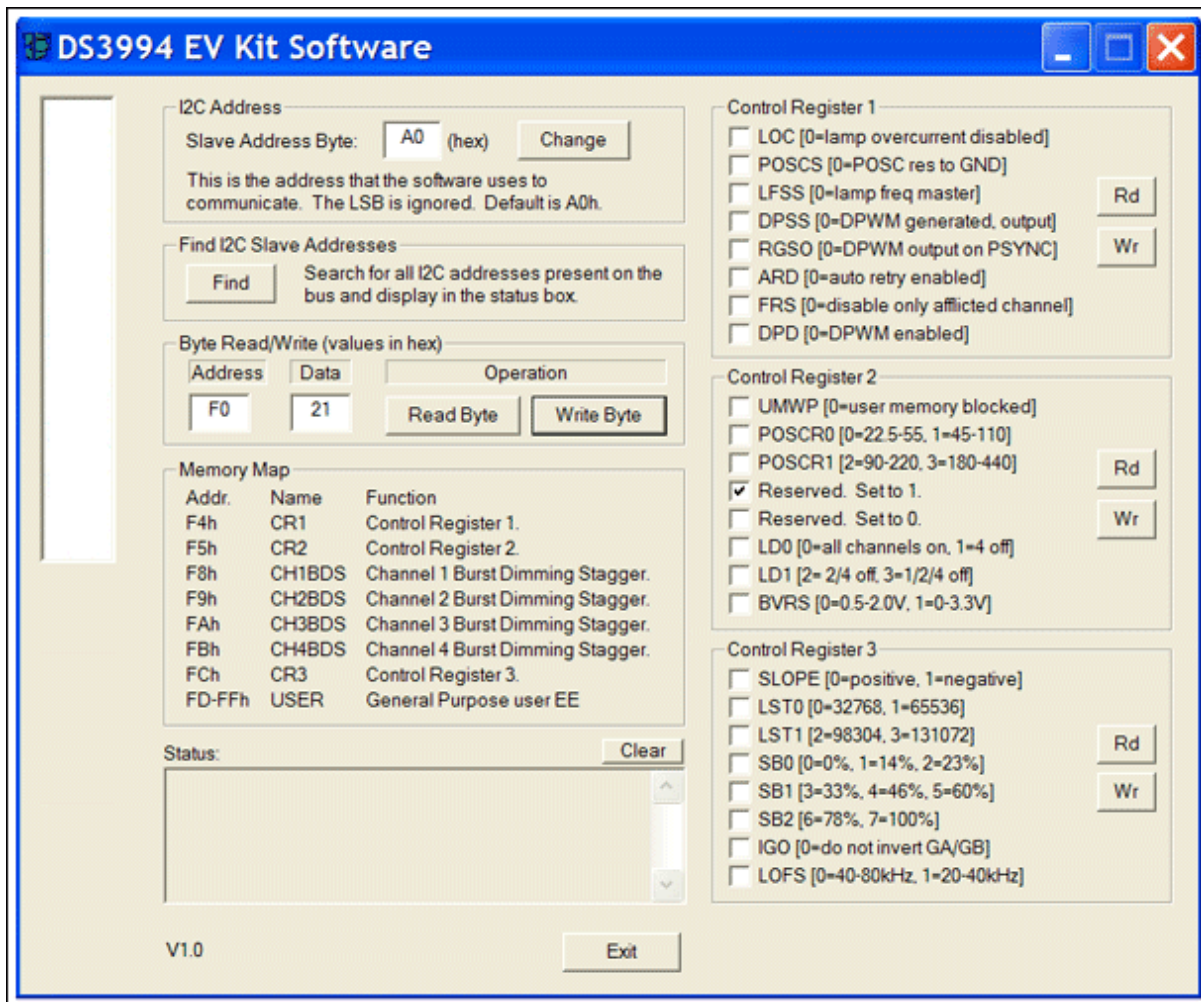 DS3994 EV Kit Software
I2C Address
Slave Address Byte: A0 (hex) Change
This is the address that the software uses to
communicate. The LSB is ignored. Default is A0h.
Find I2C Slave Addresses
Find
Search for all I2C addresses present on the
bus and display in the status box.
Byte Read/Write (values in hex)
Address Data Operation
F0 21 Read Byte Write Byte
Memory Map
Addr. Name Function
F4h CR1 Control Register 1.
F5h CR2 Control Register 2.
F8h CH1BDS Channel 1 Burst Dimming Stagger.
F9h CH2BDS Channel 2 Burst Dimming Stagger.
FAh CH3BDS Channel 3 Burst Dimming Stagger.
FBh CH4BDS Channel 4 Burst Dimming Stagger.
FCh CR3 Control Register 3.
FD-FFh USER General Purpose user EE
Status: Clear
V1.0 Exit
Control Register 1
LOC [0=lamp overcurrent disabled]
POSCS [0=POSC res to GND]
LFSS [0=lamp freq master]
DPSS [0=DPWM generated, output]
RGSO [0=DPWM output on PSYNC]
ARD [0=auto retry enabled]
FRS [0=disable only afflicted channel]
DPD [0=DPWM enabled]
Rd
Wr
Control Register 2
UMWP [0=user memory blocked]
POSCR0 [0=22.5-55, 1=45-110]
POSCR1 [2=90-220, 3=180-440]
Reserved. Set to 1.
Reserved. Set to 0.
LD0 [0=all channels on, 1=4 off]
LD1 [2= 2/4 off, 3=1/2/4 off]
BVRS [0=0.5-2.0V, 1=0-3.3V]
Rd
Wr
Control Register 3
SLOPE [0=positive, 1=negative]
LST0 [0=32768, 1=65536]
LST1 [2=98304, 3=131072]
SB0 [0=0%, 1=14%, 2=23%]
SB1 [3=33%, 4=46%, 5=60%]
SB2 [6=78%, 7=100%]
IGO [0=do not invert GA/GB]
LOFS [0=40-80kHz, 1=20-40kHz]
Rd
Wr